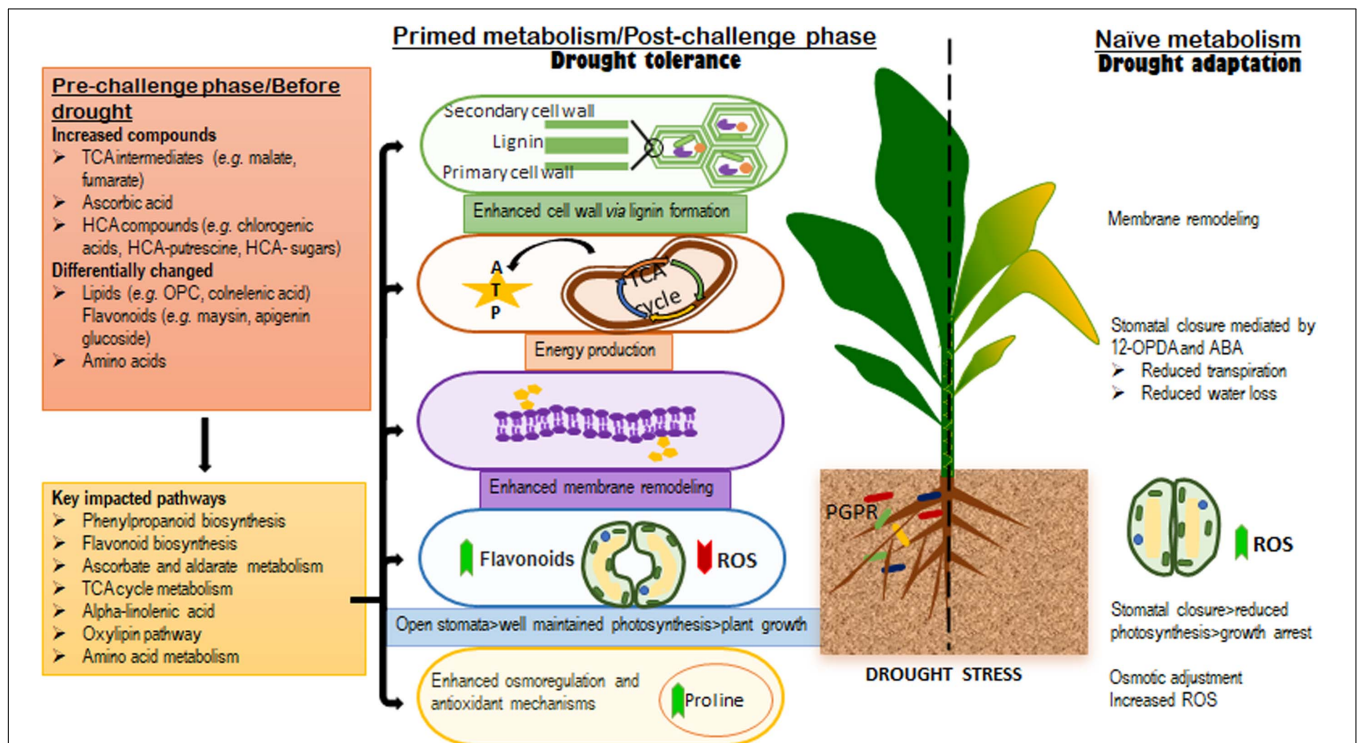 Primed metabolism/Post-challenge phase
Drought tolerance
Naïve metabolism
Drought adaptation
Pre-challenge phase/Before
drought
Increased compounds
➢ TCA intermediates (e.g. malate,
fumarate)
➢ Ascorbic acid
➢ HCA compounds (e.g. chlorogenic
acids, HCA-putrescine, HCA- sugars)
Differentially changed
➢ Lipids (e.g. OPC, colnelenic acid)
Flavonoids (e.g. maysin, apigenin
glucoside)
➢ Amino acids
Key impacted pathways
➢ Phenylpropanoid biosynthesis
➢ Flavonoid biosynthesis
➢ Ascorbate and aldarate metabolism
➢ TCA cycle metabolism
➢ Alpha-linolenic acid
➢ Oxylipin pathway
➢ Amino acid metabolism
Secondary cell wall
Lignin
Primary cell wall
Enhanced cell wall via lignin formation
A
T
P
TCA
cycle
Energy production
Enhanced membrane remodeling
Flavonoids
ROS
Open stomata>well maintained photosynthesis>plant growth
Enhanced osmoregulation and
antioxidant mechanisms
Proline
PGPR
DROUGHT STRESS
Membrane remodeling
Stomatal closure mediated by
12-OPDA and ABA
➢ Reduced transpiration
➢ Reduced water loss
ROS
Stomatal closure>reduced
photosynthesis>growth arrest
Osmotic adjustment
Increased ROS